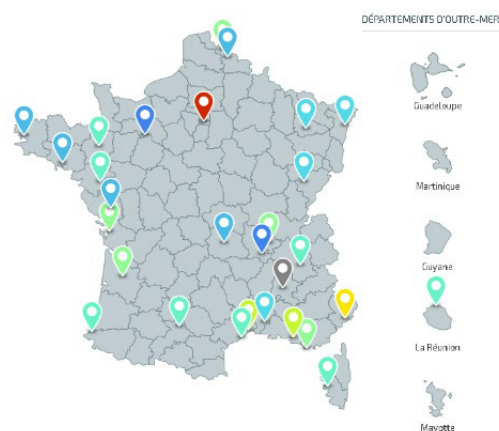 DÉPARTEMENTS D'OUTRE-MER
Guadeloupe
Martinique
Guyane
La Réunion
Mayotte